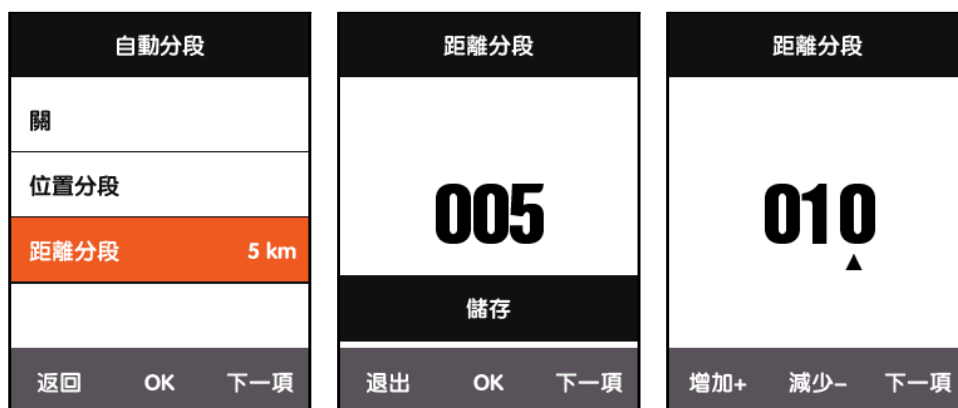 自動分段
關
位置分段
距離分段 5 km
返回 OK 下一項
距離分段
005
儲存
退出 OK 下一項
距離分段
010
▲
增加+ 減少− 下一項